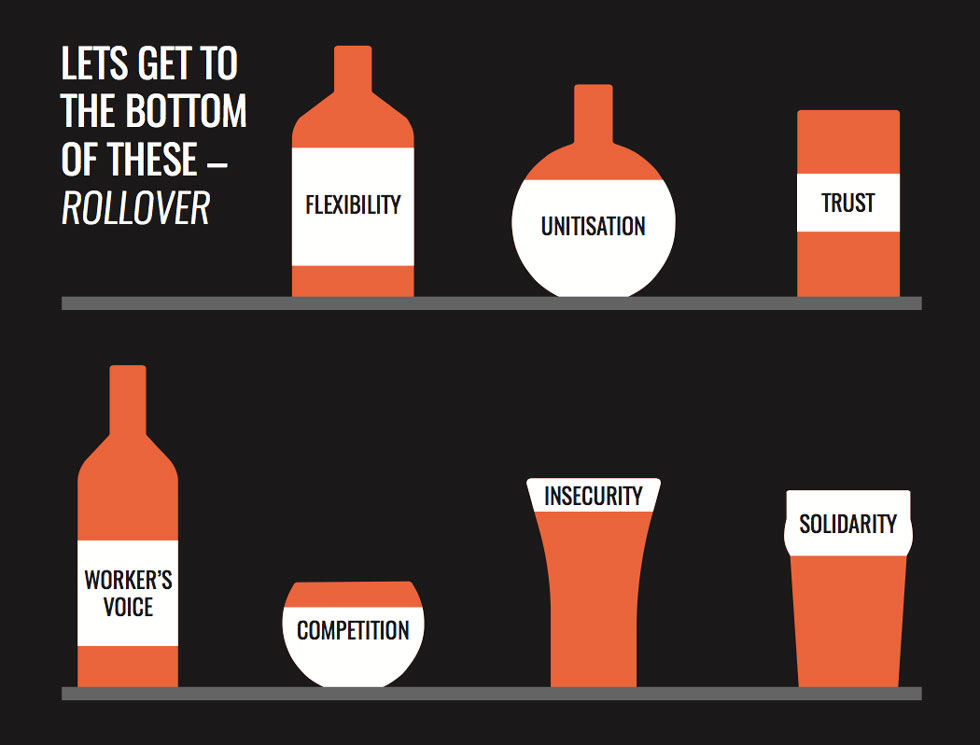 LETS GET TO
THE BOTTOM
OF THESE –
ROLLOVER
FLEXIBILITY
UNITISATION
TRUST
WORKER'S
VOICE
COMPETITION
INSECURITY
SOLIDARITY